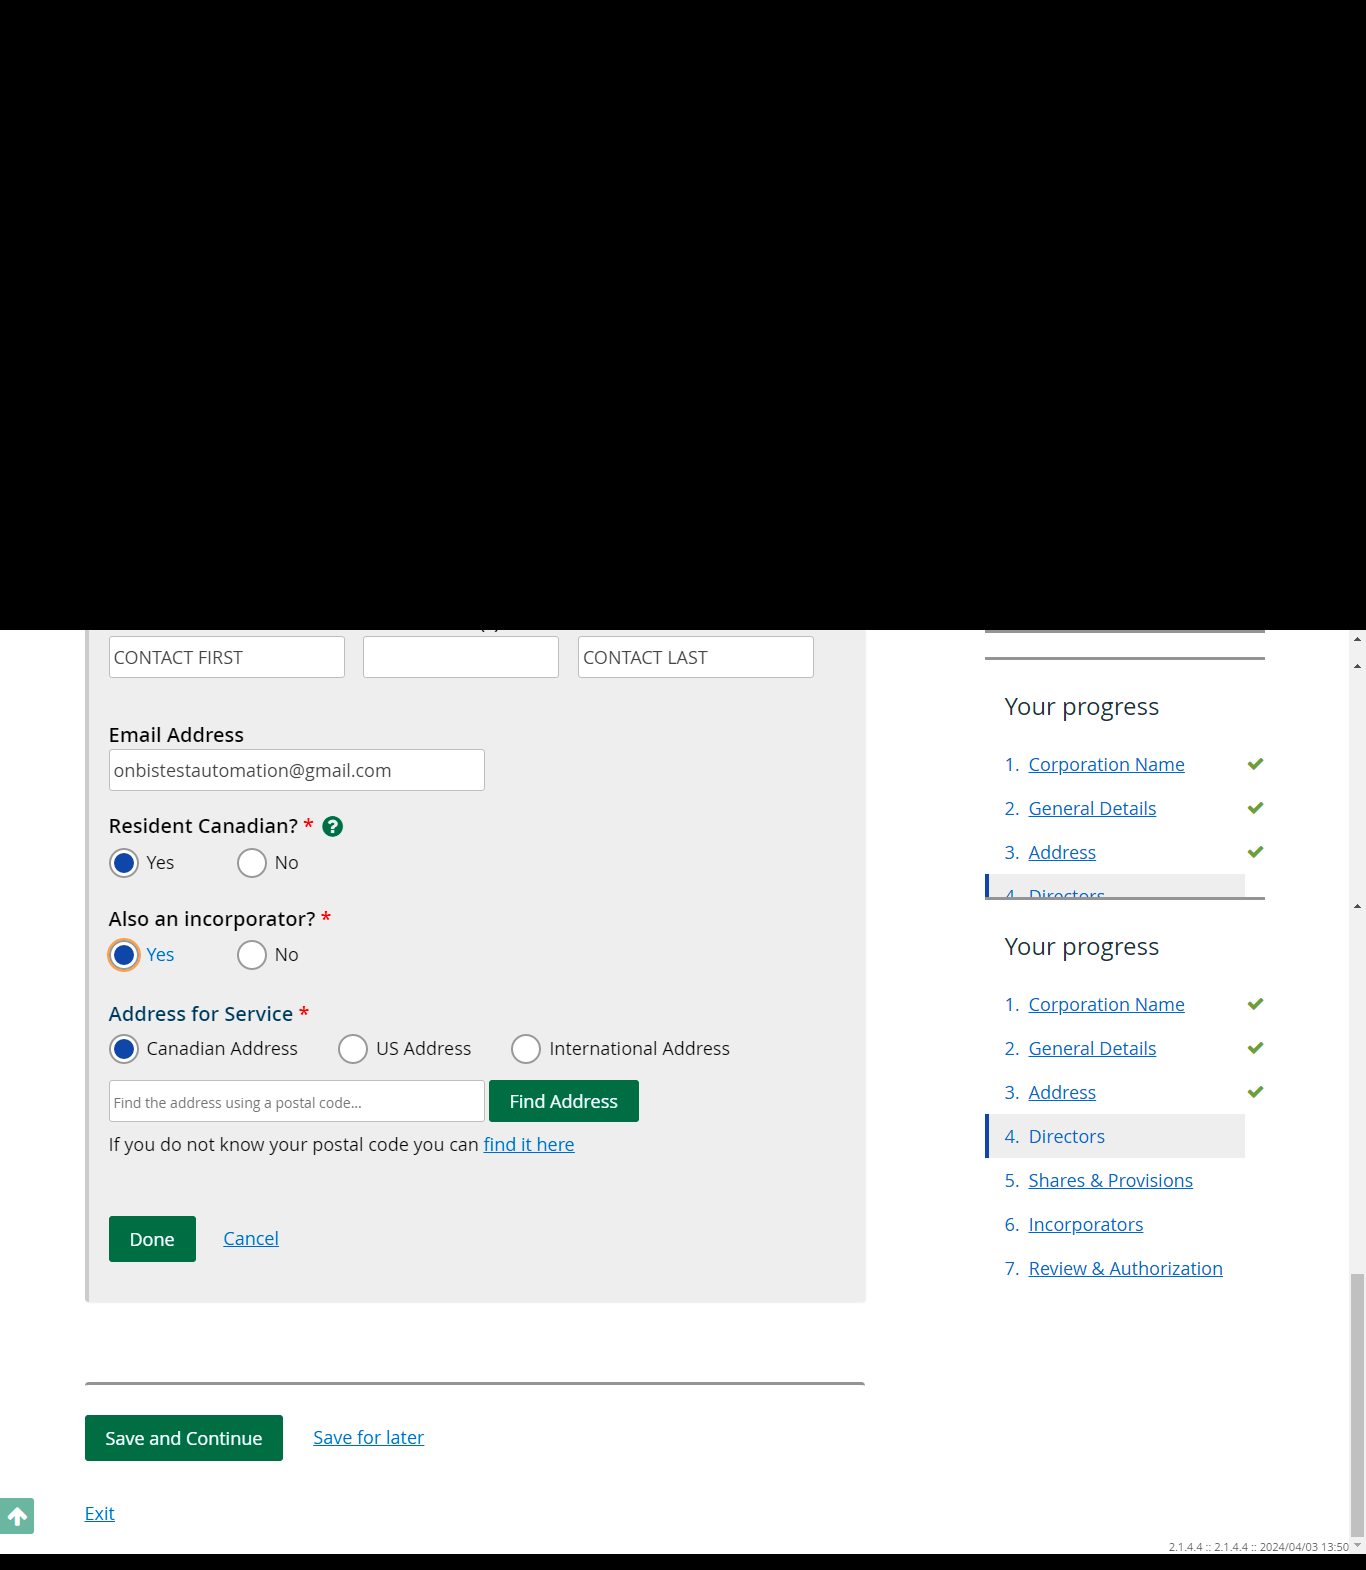 CONTACT FIRST
CONTACT LAST
Email Address
onbistestautomation@gmail.com
Resident Canadian? * ?
Yes No
Also an incorporator? *
Yes No
Address for Service *
Canadian Address US Address International Address
Find the address using a postal code...
Find Address
If you do not know your postal code you can find it here
Done Cancel
Save and Continue Save for later
Exit
Your progress
1. Corporation Name
2. General Details
3. Address
4. Directors
Your progress
1. Corporation Name
2. General Details
3. Address
4. Directors
5. Shares & Provisions
6. Incorporators
7. Review & Authorization
2.1.4.4 :: 2.1.4.4 :: 2024/04/03 13:50